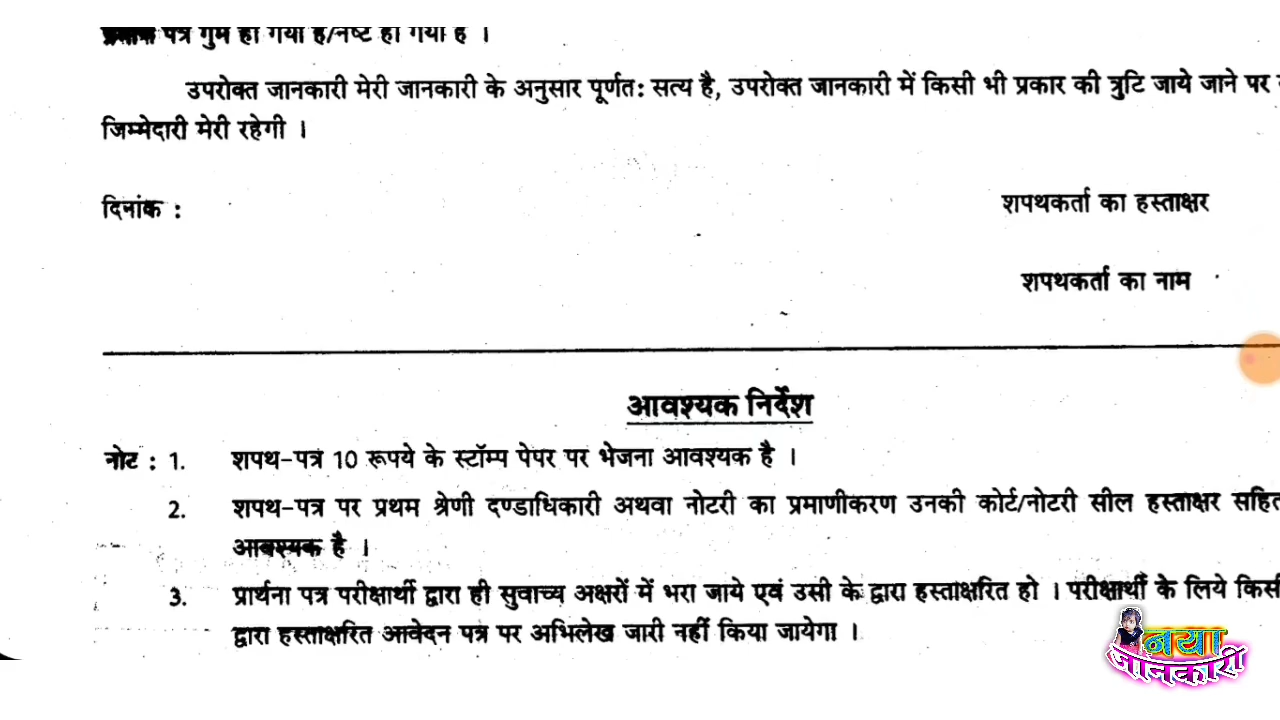 प्रमाण पत्र गुम हो गया है/नष्ट हो गया है ।
उपरोक्त जानकारी मेरी जानकारी के अनुसार पूर्णत: सत्य है, उपरोक्त जानकारी में किसी भी प्रकार की त्रुटि जाये जाने पर
जिम्मेदारी मेरी रहेगी ।
दिनांक :
शपथकर्ता का हस्ताक्षर
शपथकर्ता का नाम
आवश्यक निर्देश
नोट : 1. शपथ-पत्र 10 रूपये के स्टॉम्प पेपर पर भेजना आवश्यक है ।
2. शपथ-पत्र पर प्रथम श्रेणी दण्डाधिकारी अथवा नोटरी का प्रमाणीकरण उनकी कोर्ट/नोटरी सील हस्ताक्षर सहित
आवश्यक है ।
3. प्रार्थना पत्र परीक्षार्थी द्वारा ही सुवाच्य अक्षरों में भरा जाये एवं उसी के द्वारा हस्ताक्षरित हो । परीक्षार्थी के लिये किसी
द्वारा हस्ताक्षरित आवेदन पत्र पर अभिलेख जारी नहीं किया जायेगा ।
नया
जानकारी